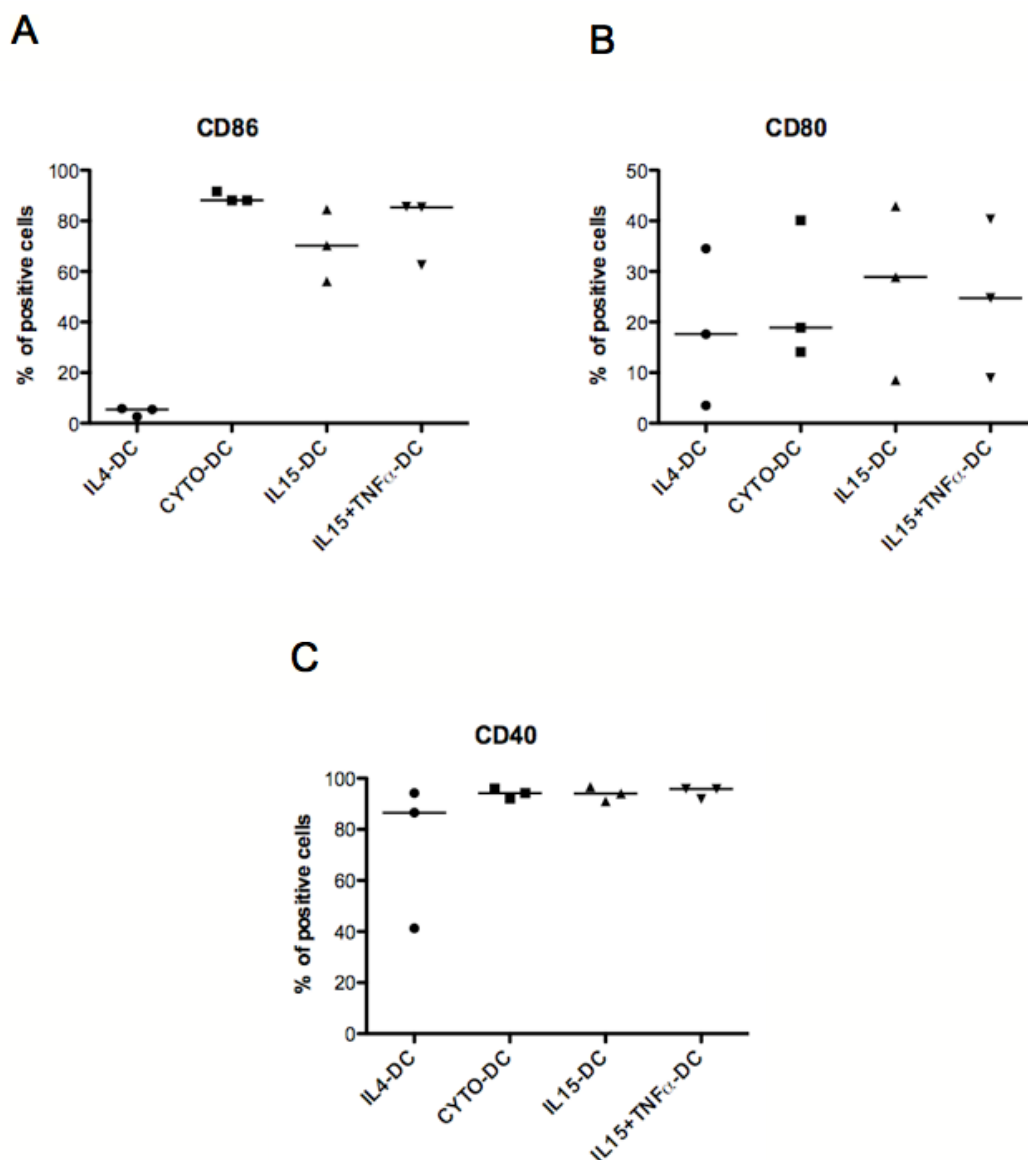 A
CD86
% of positive cells
100
80
60
40
20
0
IL4-DC
CYTO-DC
IL15-DC
IL15+TNFα-DC
B
CD80
% of positive cells
50
40
30
20
10
0
IL4-DC
CYTO-DC
IL15-DC
IL15+TNFα-DC
C
CD40
% of positive cells
100
80
60
40
20
0
IL4-DC
CYTO-DC
IL15-DC
IL15+TNFα-DC